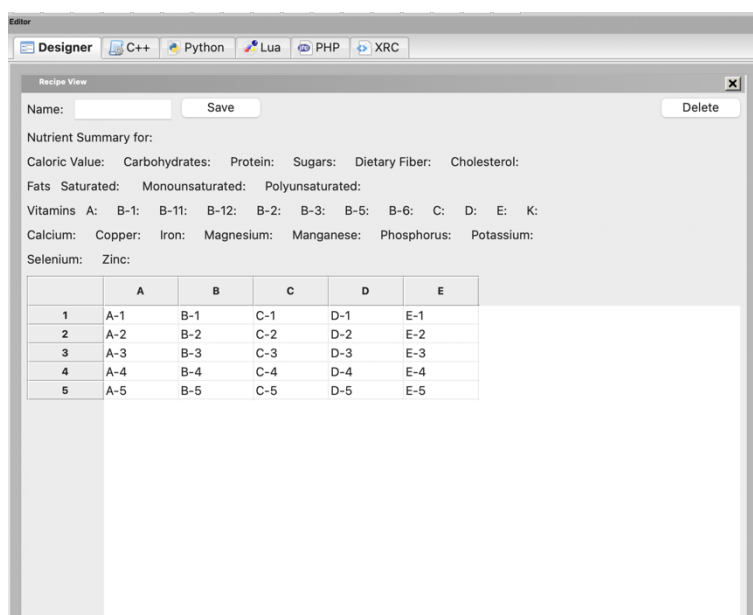 Editor
Designer C++ Python Lua PHP XRC
Recipe View
Name: Save Delete
Nutrient Summary for:
Caloric Value: Carbohydrates: Protein: Sugars: Dietary Fiber: Cholesterol:
Fats Saturated: Monounsaturated: Polyunsaturated:
Vitamins A: B-1: B-11: B-12: B-2: B-3: B-5: B-6: C: D: E: K:
Calcium: Copper: Iron: Magnesium: Manganese: Phosphorus: Potassium:
Selenium: Zinc:
A B C D E
1 A-1 B-1 C-1 D-1 E-1
2 A-2 B-2 C-2 D-2 E-2
3 A-3 B-3 C-3 D-3 E-3
4 A-4 B-4 C-4 D-4 E-4
5 A-5 B-5 C-5 D-5 E-5